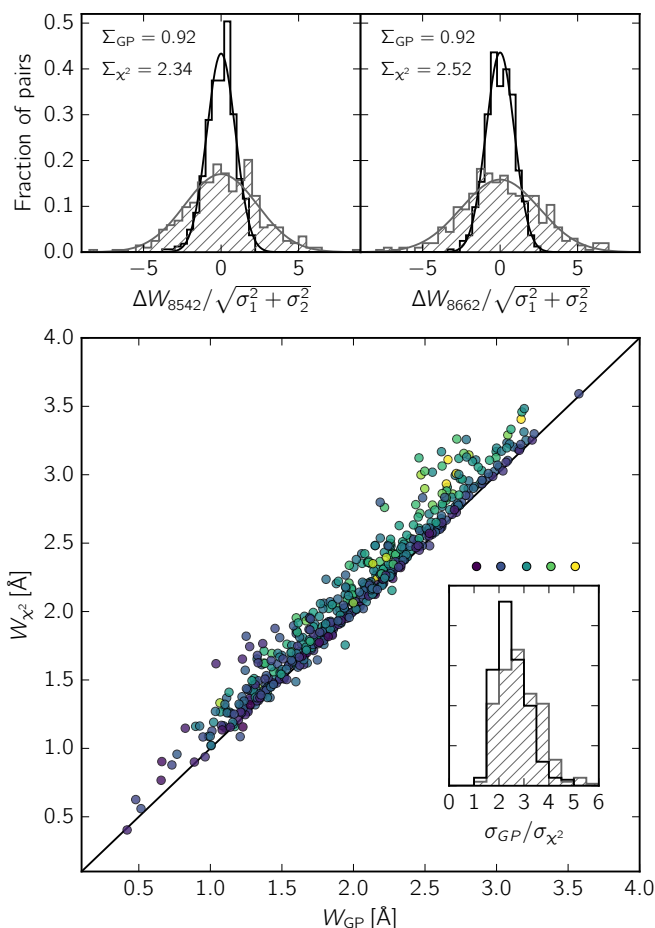 Fraction of pairs
0.5
0.4
0.3
0.2
0.1
0.0
Σ_GP = 0.92
Σ_χ² = 2.34
Σ_GP = 0.92
Σ_χ² = 2.52
−5 0 5
−5 0 5
ΔW_8542/√(σ₁² + σ₂²)
ΔW_8662/√(σ₁² + σ₂²)
W_χ² [Å]
4.0
3.5
3.0
2.5
2.0
1.5
1.0
0.5
0 1 2 3 4 5 6
σ_GP/σ_χ²
0.5 1.0 1.5 2.0 2.5 3.0 3.5 4.0
W_GP [Å]